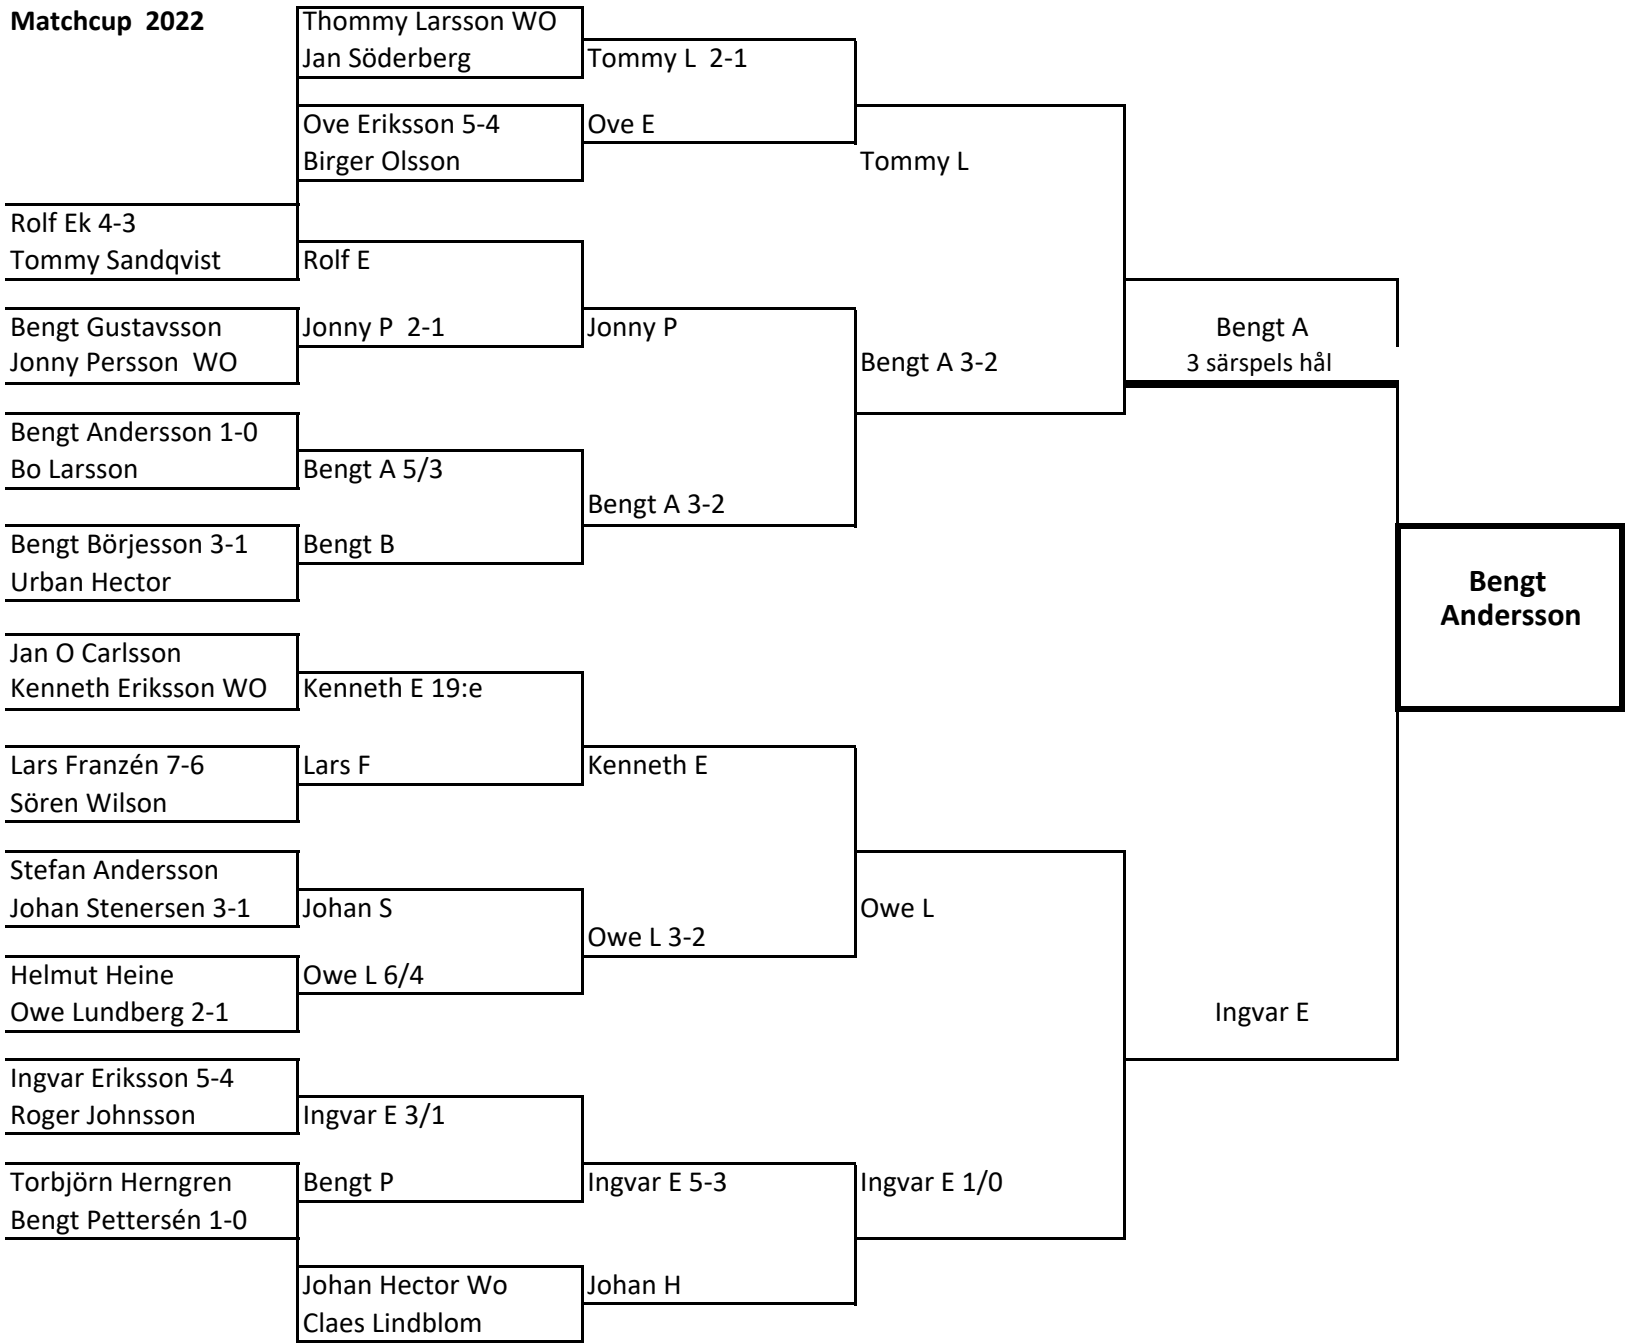 Matchcup  2022
Thommy Larsson WO
Jan Söderberg
Tommy L  2-1
Ove Eriksson 5-4
Ove E
Birger Olsson
Tommy L
Rolf Ek 4-3
Tommy Sandqvist
Rolf E
Bengt Gustavsson
Jonny P  2-1
Jonny P
Bengt A
Jonny Persson  WO
Bengt A 3-2
3 särspels hål
Bengt Andersson 1-0
Bo Larsson
Bengt A 5/3
Bengt A 3-2
Bengt Börjesson 3-1
Bengt B
Urban Hector
Bengt
Andersson
Jan O Carlsson
Kenneth Eriksson WO
Kenneth E 19:e
Lars Franzén 7-6
Lars F
Kenneth E
Sören Wilson
Stefan Andersson
Johan Stenersen 3-1
Johan S
Owe L
Owe L 3-2
Helmut Heine
Owe L 6/4
Owe Lundberg 2-1
Ingvar E
Ingvar Eriksson 5-4
Roger Johnsson
Ingvar E 3/1
Torbjörn Herngren
Bengt P
Ingvar E 5-3
Ingvar E 1/0
Bengt Pettersén 1-0
Johan Hector Wo
Johan H
Claes Lindblom